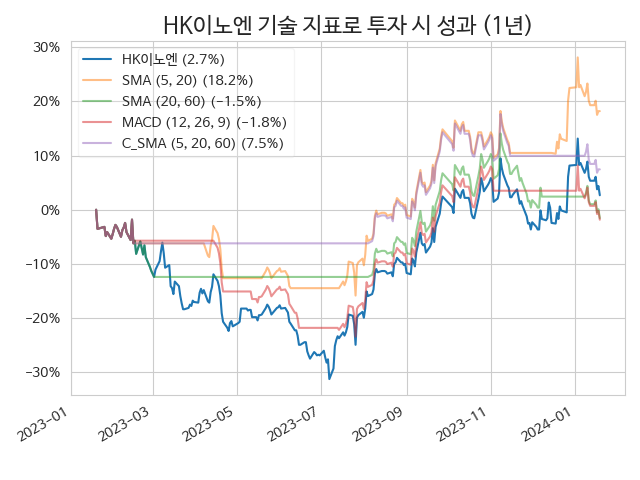 HK이노엔 기술 지표로 투자 시 성과 (1년)
30%
20%
10%
0%
−10%
−20%
−30%
HK이노엔 (2.7%)
SMA (5, 20) (18.2%)
SMA (20, 60) (−1.5%)
MACD (12, 26, 9) (−1.8%)
C_SMA (5, 20, 60) (7.5%)
2023−01
2023−03
2023−05
2023−07
2023−09
2023−11
2024−01